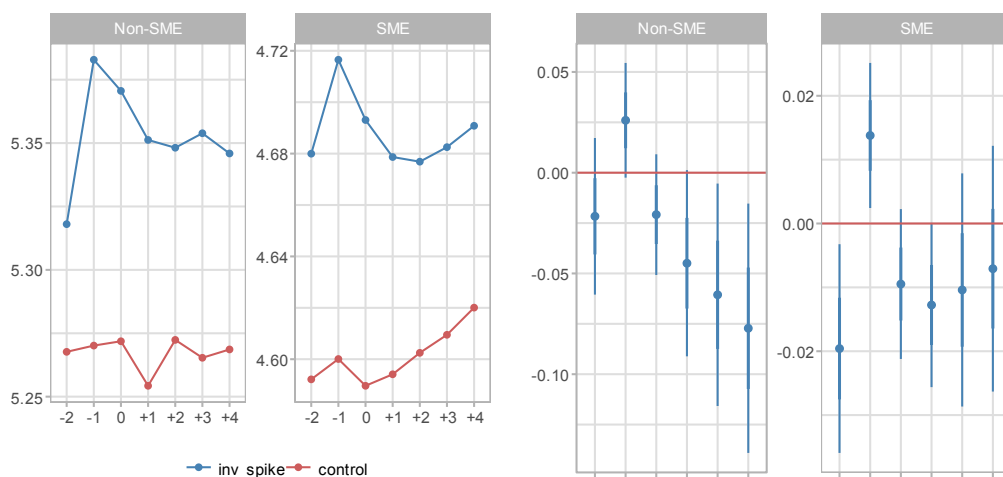 Non-SME
SME
Non-SME
SME
5.35
5.30
5.25
4.72
4.68
4.64
4.60
0.05
0.00
-0.05
-0.10
0.02
0.00
-0.02
-2 -1 0 +1 +2 +3 +4
-2 -1 0 +1 +2 +3 +4
inv spike control